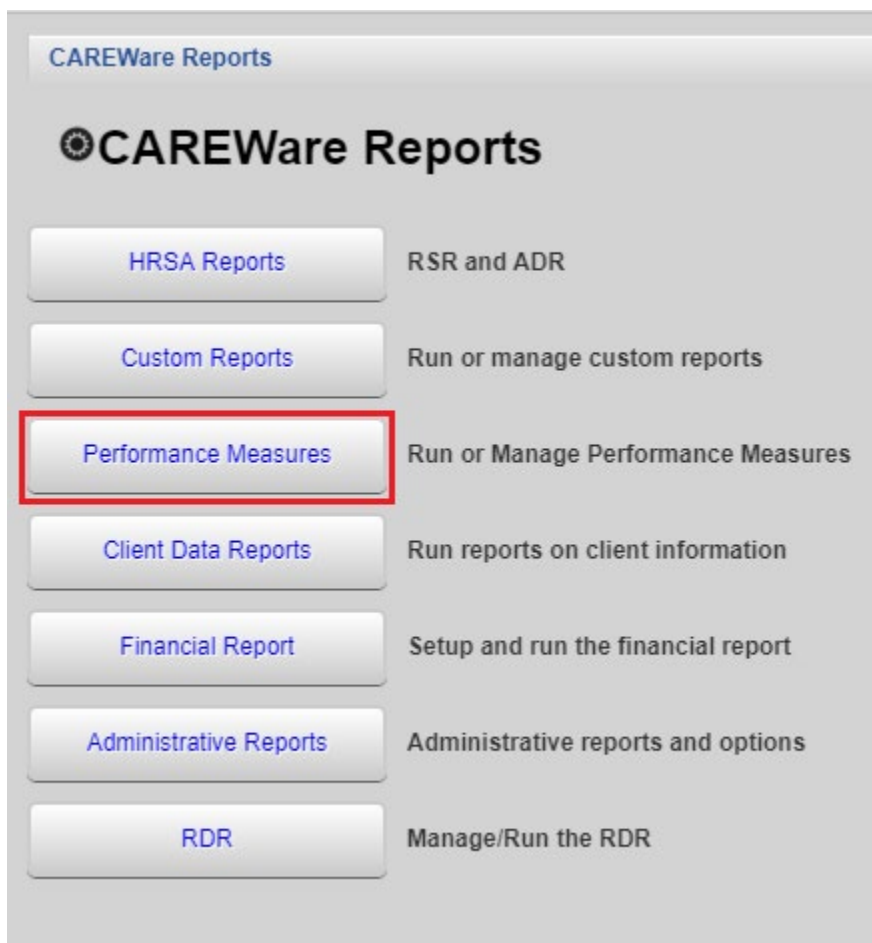 CAREWare Reports
CAREWare Reports
HRSA Reports RSR and ADR
Custom Reports Run or manage custom reports
Performance Measures Run or Manage Performance Measures
Client Data Reports Run reports on client information
Financial Report Setup and run the financial report
Administrative Reports Administrative reports and options
RDR Manage/Run the RDR